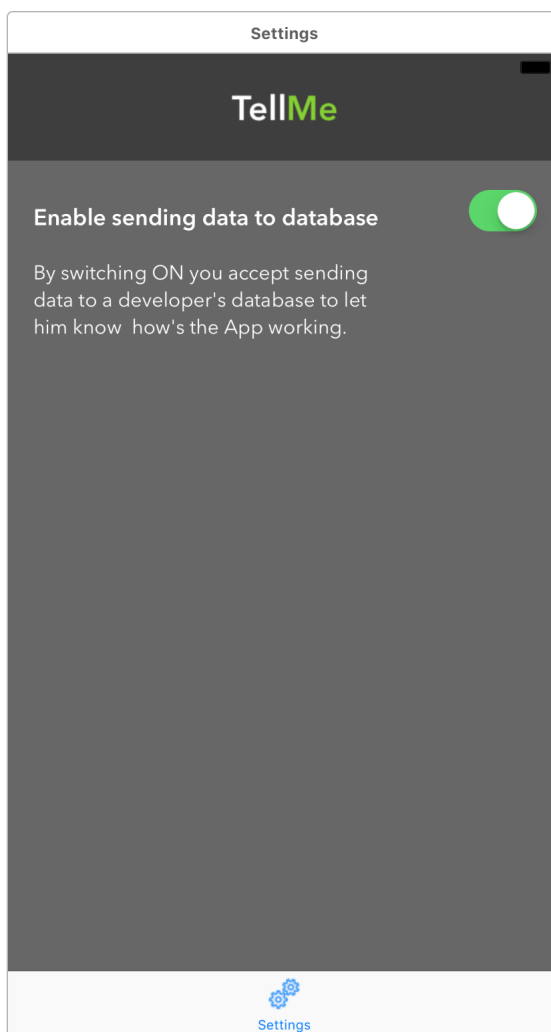 Settings
TellMe
Enable sending data to database
By switching ON you accept sending
data to a developer's database to let
him know  how's the App working.
Settings